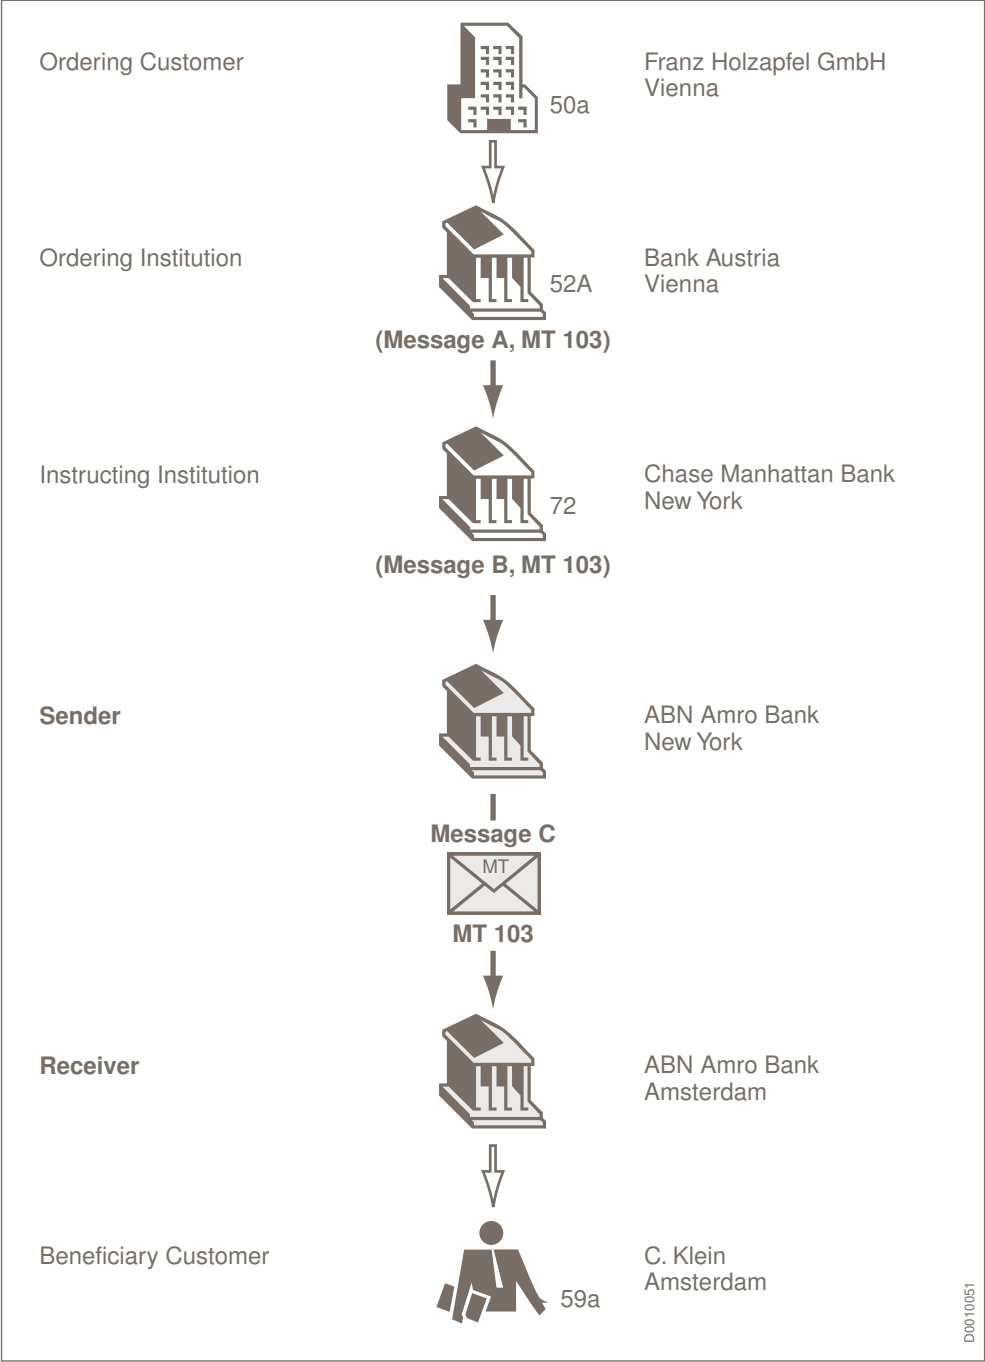 Ordering Customer
50a
Franz Holzapfel GmbH
Vienna
Ordering Institution
52A
Bank Austria
Vienna
(Message A, MT 103)
Instructing Institution
72
Chase Manhattan Bank
New York
(Message B, MT 103)
Sender
ABN Amro Bank
New York
Message C
MT
MT 103
Receiver
ABN Amro Bank
Amsterdam
Beneficiary Customer
59a
C. Klein
Amsterdam
D0010051